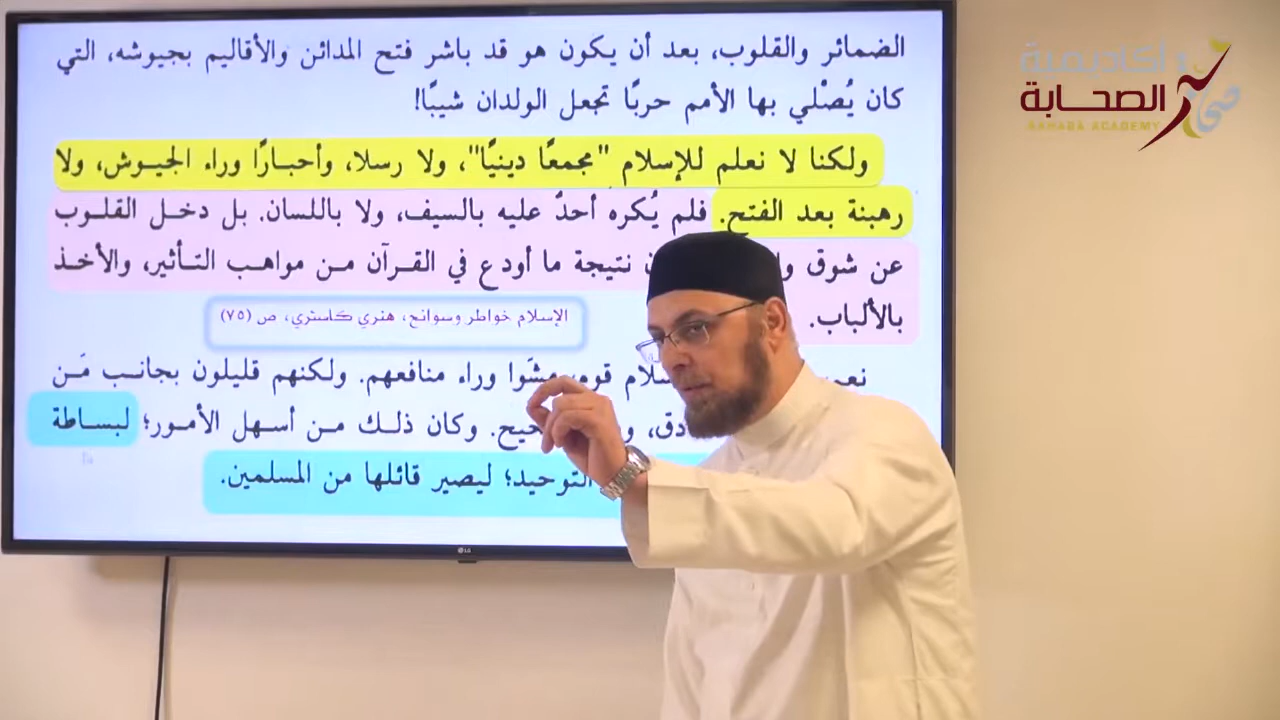 الضمائر والقلوب، بعد أن يكون هو قد باشر فتح المدائن والأقاليم بجيوشه، التي
كان يُصْلي بها الأمم حربًا تجعل الولدان شيبًا!
ولكنا لا نعلم للإسلام "مجمعًا دينيًا"، ولا رسلا، وأحبارًا وراء الجيوش، ولا
رهبنة بعد الفتح. فلم يُكره أحدٌ عليه بالسيف، ولا باللسان. بل دخل القلوب
عن شوق نتيجة ما أودع في القرآن من مواهب التأثير، والأخذ
بالألباب.
الإسلام خواطر وسوانح، هنري كاستري، ص (٧٥)
قوم مشَوا وراء منافعهم. ولكنهم قليلون بجانب مَن
وكان ذلك من أسهل الأمور؛ لبساطة
التوحيد؛ ليصير قائلها من المسلمين.
أكاديمية
الصحابة
SAHABA ACADEMY
LG